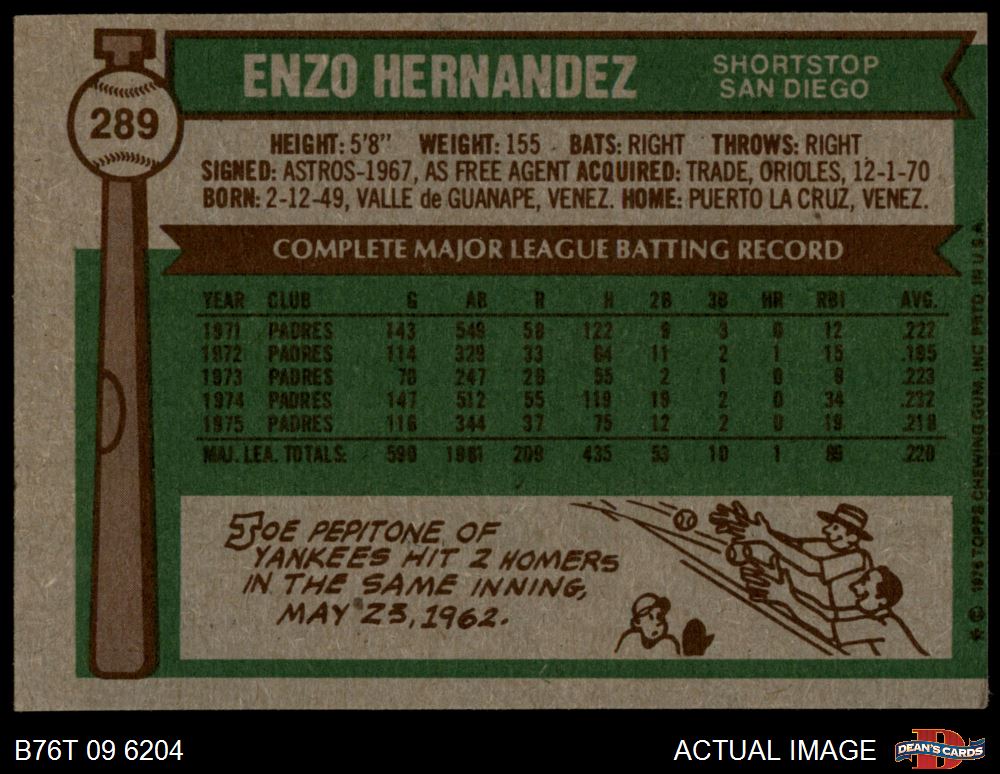 ENZO HERNANDEZ
SHORTSTOP
SAN DIEGO
289
HEIGHT: 5'8" WEIGHT: 155 BATS: RIGHT THROWS: RIGHT
SIGNED: ASTROS-1967, AS FREE AGENT ACQUIRED: TRADE, ORIOLES, 12-1-70
BORN: 2-12-49, VALLE de GUANAPE, VENEZ. HOME: PUERTO LA CRUZ, VENEZ.
COMPLETE MAJOR LEAGUE BATTING RECORD
YEAR CLUB G AB R H 2B 3B HR RBI AVG.
1971 PADRES 143 549 58 122 9 3 0 12 .222
1972 PADRES 114 329 33 64 11 2 1 15 .195
1973 PADRES 70 247 26 55 2 1 0 9 .223
1974 PADRES 147 512 55 119 19 2 0 34 .232
1975 PADRES 116 344 37 75 12 2 0 19 .218
MAJ. LEA. TOTALS: 590 1981 209 435 53 10 1 89 .220
JOE PEPITONE OF
YANKEES HIT 2 HOMERS
IN THE SAME INNING,
MAY 23, 1962.
* © 1976 TOPPS CHEWING GUM, INC. PRTD. IN U.S.A.
B76T 09 6204
ACTUAL IMAGE
D
DEAN'S CARDS